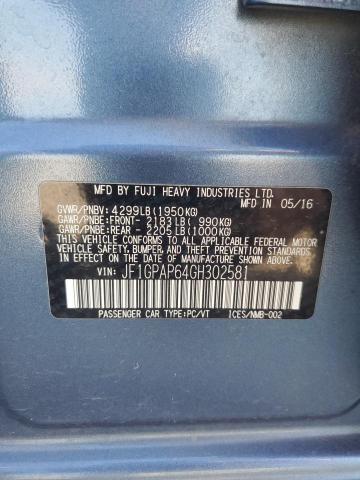 MFD. BY FUJI HEAVY INDUSTRIES LTD.
GVWR/PNBV: 4299LB(1950KG) MFD IN 05/16
GAWR/PNBE: FRONT- 2183LB( 990KG)
GAWR/PNBE: REAR - 2205LB(1000KG)
THIS VEHICLE CONFORMS TO ALL APPLICABLE FEDERAL MOTOR
VEHICLE SAFETY, BUMPER, AND THEFT PREVENTION STANDARDS
IN EFFECT ON THE DATE OF MANUFACTURE SHOWN ABOVE.
VIN: JF1GPAP64GH302581
PASSENGER CAR TYPE:PC/VT ICES/NMB-002